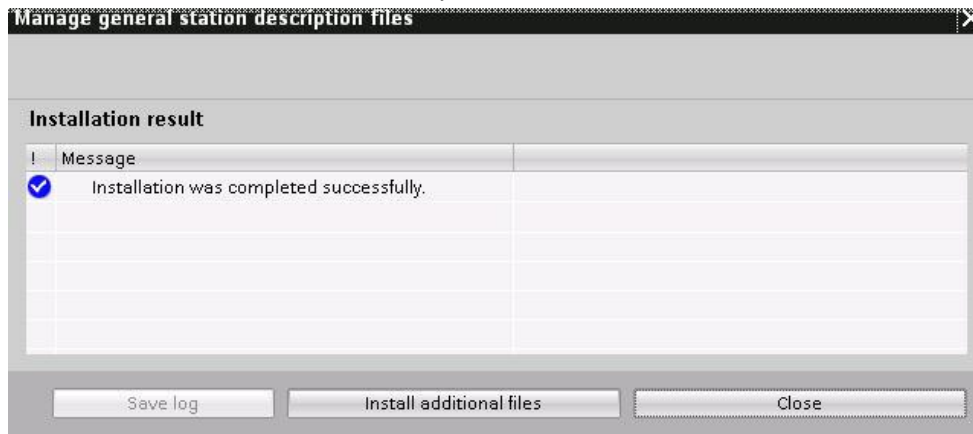 Manage general station description files
Installation result
! Message
Installation was completed successfully.
Save log Install additional files Close